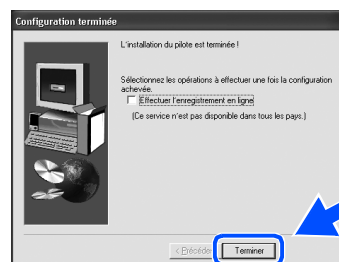 Configuration terminée
L'installation du pilote est terminée !
Sélectionnez les opérations à effectuer une fois la configuration
achevée.
Effectuer l'enregistrement en ligne
(Ce service n'est pas disponible dans tous les pays.)
< Précéden
Terminer